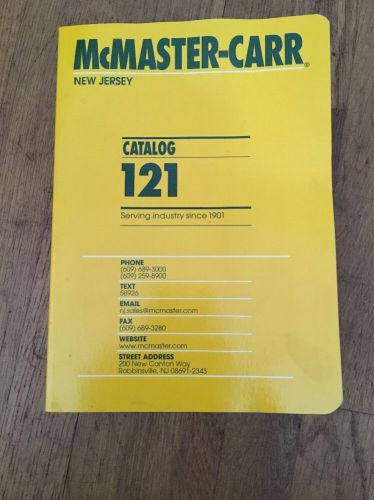 McMASTER-CARR®
NEW JERSEY
CATALOG
121
Serving industry since 1901
PHONE
(609) 689-3000
(609) 259-8900
TEXT
58926
EMAIL
nj.sales@mcmaster.com
FAX
(609) 689-3280
WEBSITE
www.mcmaster.com
STREET ADDRESS
200 New Canton Way
Robbinsville, NJ 08691-2343